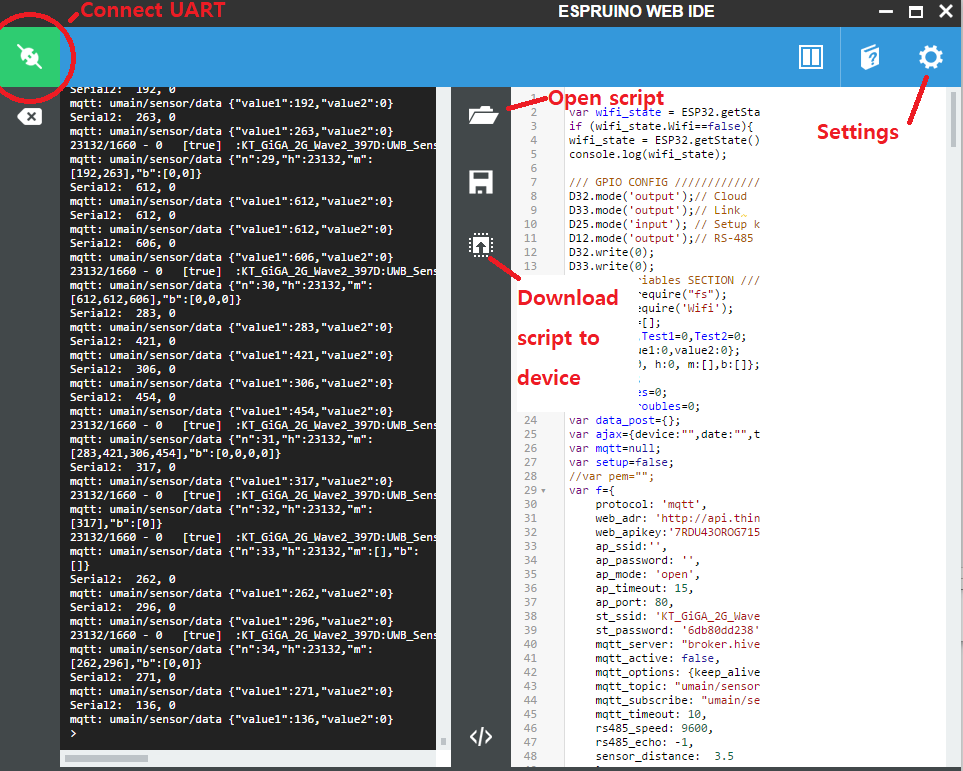 Connect UART
ESPRUINO WEB IDE
Serial2: 192, 0
mqtt: umain/sensor/data {"value1":192,"value2":0}
Serial2: 263, 0
mqtt: umain/sensor/data {"value1":263,"value2":0}
23132/1660 - 0 [true] :KT_GiGA_2G_Wave2_397D:UWB_Sens
mqtt: umain/sensor/data {"n":29,"h":23132,"m":
[192,263],"b":[0,0]}
Serial2: 612, 0
mqtt: umain/sensor/data {"value1":612,"value2":0}
Serial2: 612, 0
mqtt: umain/sensor/data {"value1":612,"value2":0}
Serial2: 606, 0
mqtt: umain/sensor/data {"value1":606,"value2":0}
23132/1660 - 0 [true] :KT_GiGA_2G_Wave2_397D:UWB_Sens
mqtt: umain/sensor/data {"n":30,"h":23132,"m":
[612,612,606],"b":[0,0,0]}
Serial2: 283, 0
mqtt: umain/sensor/data {"value1":283,"value2":0}
Serial2: 421, 0
mqtt: umain/sensor/data {"value1":421,"value2":0}
Serial2: 306, 0
mqtt: umain/sensor/data {"value1":306,"value2":0}
Serial2: 454, 0
mqtt: umain/sensor/data {"value1":454,"value2":0}
23132/1660 - 0 [true] :KT_GiGA_2G_Wave2_397D:UWB_Sens
mqtt: umain/sensor/data {"n":31,"h":23132,"m":
[283,421,306,454],"b":[0,0,0,0]}
Serial2: 317, 0
mqtt: umain/sensor/data {"value1":317,"value2":0}
23132/1660 - 0 [true] :KT_GiGA_2G_Wave2_397D:UWB_Sens
mqtt: umain/sensor/data {"n":32,"h":23132,"m":
[317],"b":[0]}
23132/1660 - 0 [true] :KT_GiGA_2G_Wave2_397D:UWB_Sens
mqtt: umain/sensor/data {"n":33,"h":23132,"m":[],"b":
[]}
Serial2: 262, 0
mqtt: umain/sensor/data {"value1":262,"value2":0}
Serial2: 296, 0
mqtt: umain/sensor/data {"value1":296,"value2":0}
23132/1660 - 0 [true] :KT_GiGA_2G_Wave2_397D:UWB_Sens
mqtt: umain/sensor/data {"n":34,"h":23132,"m":
[262,296],"b":[0,0]}
Serial2: 271, 0
mqtt: umain/sensor/data {"value1":271,"value2":0}
Serial2: 136, 0
mqtt: umain/sensor/data {"value1":136,"value2":0}
>
Open script
Settings
Download
script to
device
1
2 var wifi_state = ESP32.getSta
3 if (wifi_state.Wifi==false){
4 wifi_state = ESP32.getState()
5 console.log(wifi_state);
6
7 /// GPIO CONFIG /////////////
8 D32.mode('output');// Cloud
9 D33.mode('output');// Link
10 D25.mode('input'); // Setup k
11 D12.mode('output');// RS-485
12 D32.write(0);
13 D33.write(0);
riables SECTION ///
require("fs");
equire('Wifi');
=[];
,Test1=0,Test2=0;
ue1:0,value2:0};
0, h:0, m:[],b:[]};
es=0;
roubles=0;
24 var data_post={};
25 var ajax={device:"",date:"",t
26 var mqtt=null;
27 var setup=false;
28 //var pem="";
29 var f={
30 protocol: 'mqtt',
31 web_adr: 'http://api.thin
32 web_apikey:'7RDU43OROG715
33 ap_ssid:'',
34 ap_password: '',
35 ap_mode: 'open',
36 ap_timeout: 15,
37 ap_port: 80,
38 st_ssid: 'KT_GiGA_2G_Wave
39 st_password: '6db80dd238'
40 mqtt_server: "broker.hive
41 mqtt_active: false,
42 mqtt_options: {keep_alive
43 mqtt_topic: "umain/sensor
44 mqtt_subscribe: "umain/se
45 mqtt_timeout: 10,
46 rs485_speed: 9600,
47 rs485_echo: -1,
48 sensor_distance: 3.5